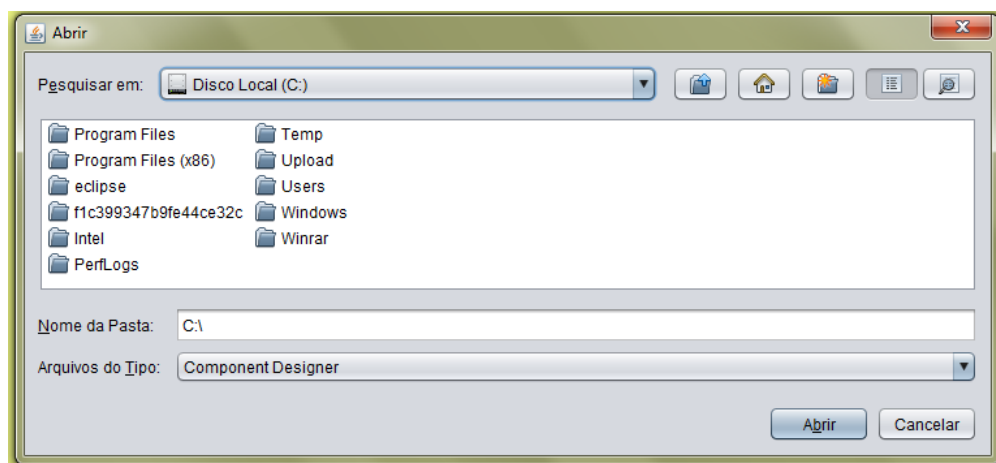 Abrir
Pesquisar em: Disco Local (C:)
Program Files
Program Files (x86)
eclipse
f1c399347b9fe44ce32c
Intel
PerfLogs
Temp
Upload
Users
Windows
Winrar
Nome da Pasta: C:\
Arquivos do Tipo: Component Designer
Abrir Cancelar